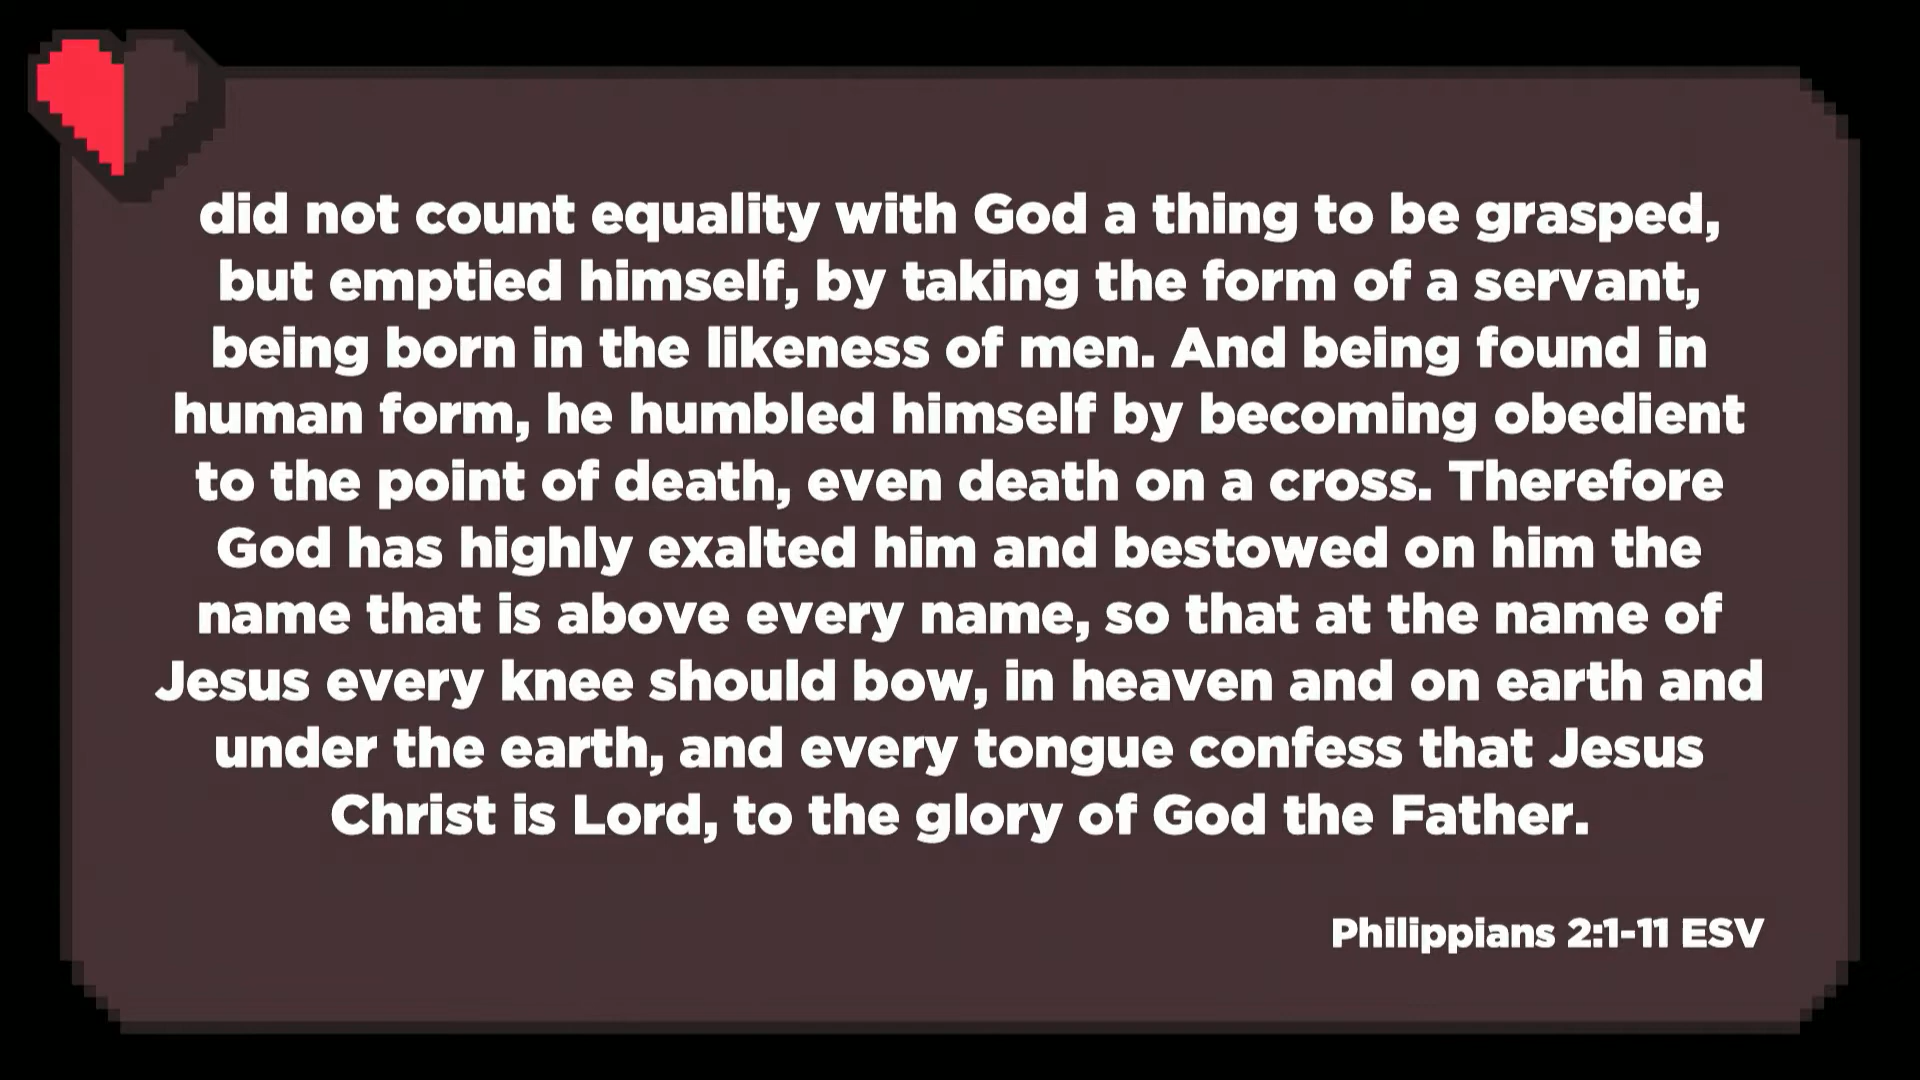 did not count equality with God a thing to be grasped,
but emptied himself, by taking the form of a servant,
being born in the likeness of men. And being found in
human form, he humbled himself by becoming obedient
to the point of death, even death on a cross. Therefore
God has highly exalted him and bestowed on him the
name that is above every name, so that at the name of
Jesus every knee should bow, in heaven and on earth and
under the earth, and every tongue confess that Jesus
Christ is Lord, to the glory of God the Father.
Philippians 2:1-11 ESV